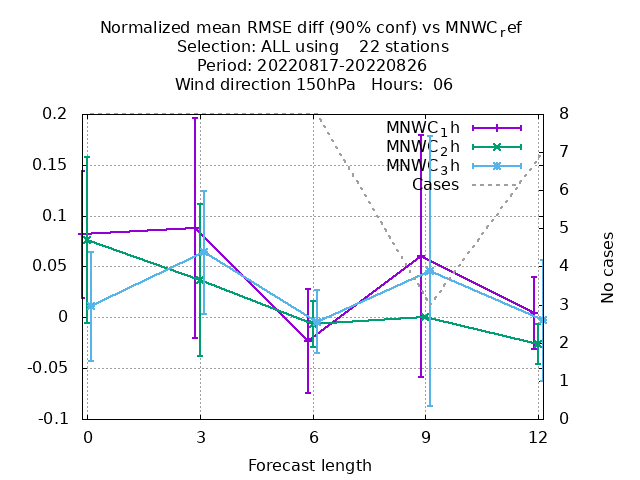 Normalized mean RMSE diff (90% conf) vs MNWC_ref
Selection: ALL using 22 stations
Period: 20220817-20220826
Wind direction 150hPa Hours: 06
MNWC_1h
MNWC_2h
MNWC_3h
Cases
0.2
0.15
0.1
0.05
0
-0.05
-0.1
8
7
6
5
4
3
2
1
0
No cases
0 3 6 9 12
Forecast length